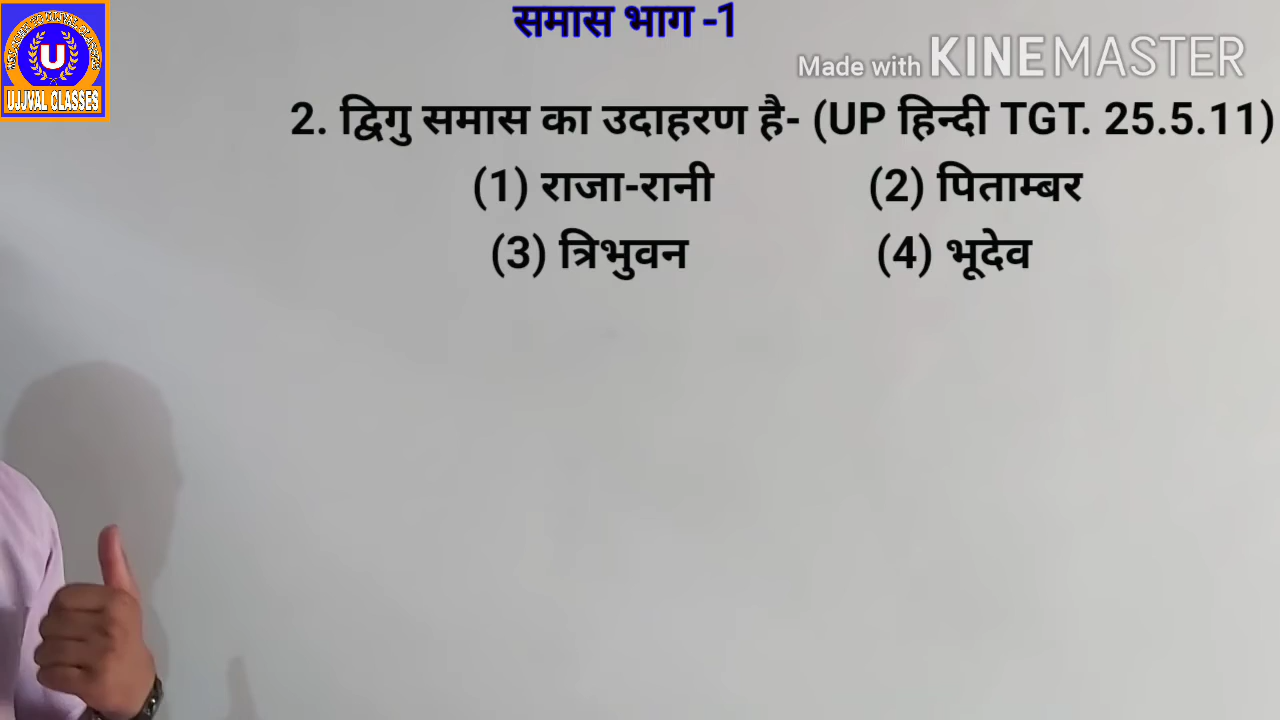 समास भाग -1
Made with KINEMASTER
U
UJJVAL CLASSES
2. द्विगु समास का उदाहरण है- (UP हिन्दी TGT. 25.5.11)
(1) राजा-रानी (2) पिताम्बर
(3) त्रिभुवन (4) भूदेव